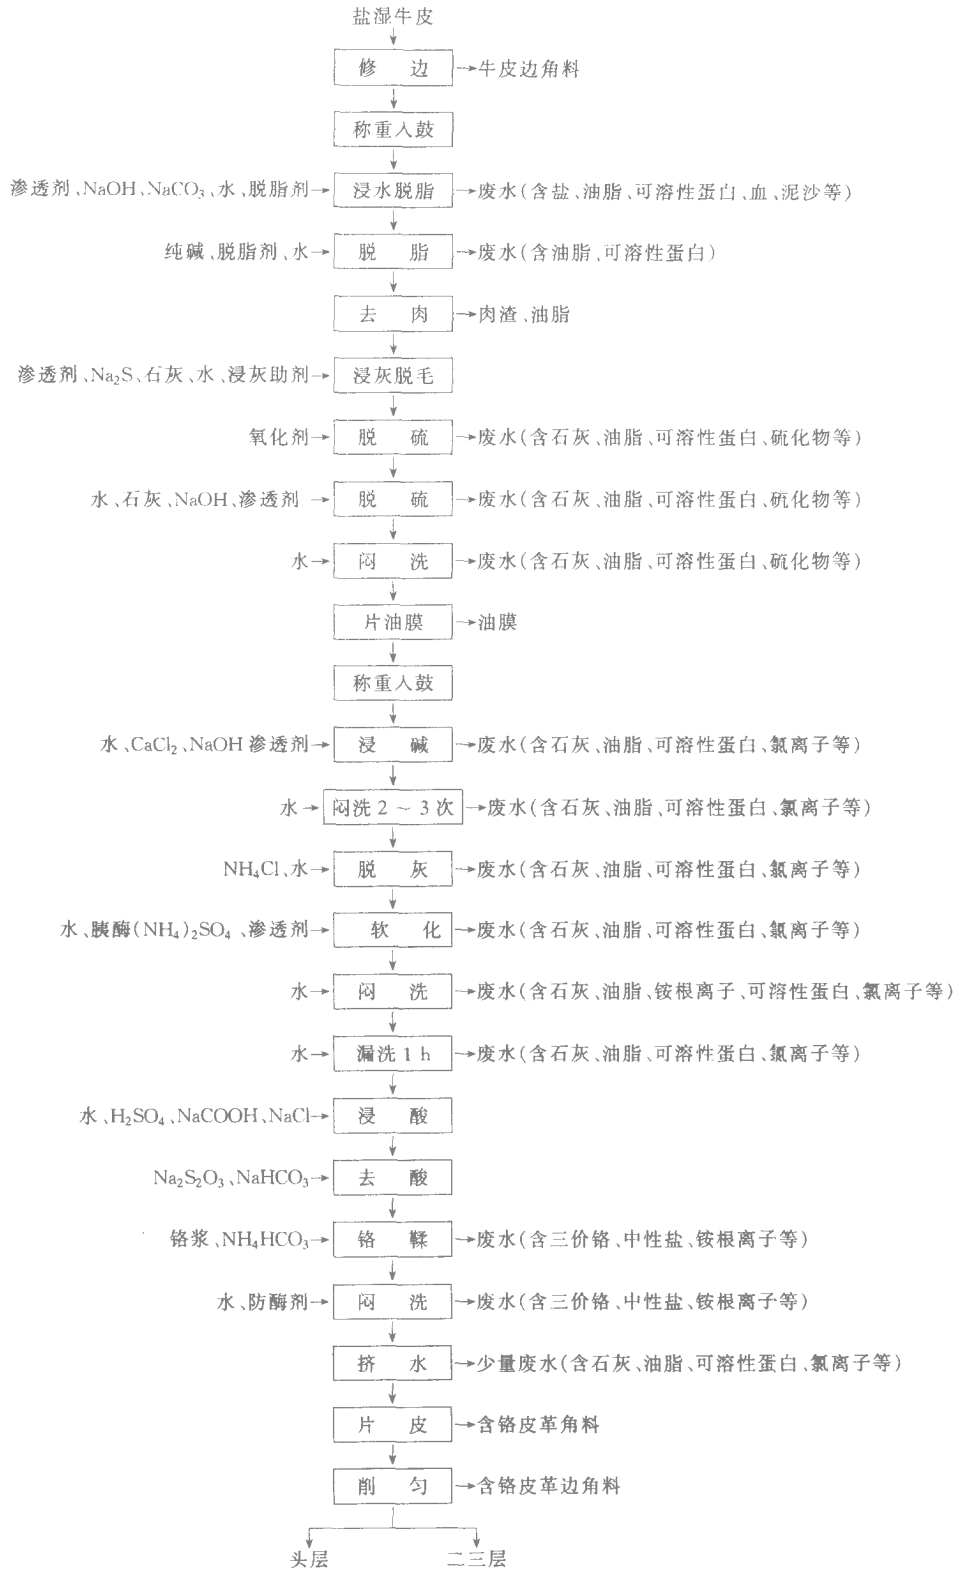 盐湿牛皮
修 边 牛皮边角料
称重入鼓
渗透剂、NaOH、NaCO₃、水、脱脂剂 浸水脱脂 废水(含盐、油脂、可溶性蛋白、血、泥沙等)
纯碱、脱脂剂、水 脱 脂 废水(含油脂、可溶性蛋白)
去 肉 肉渣、油脂
渗透剂、Na₂S、石灰、水、浸灰助剂 浸灰脱毛
氧化剂 脱 硫 废水(含石灰、油脂、可溶性蛋白、硫化物等)
水、石灰、NaOH、渗透剂 脱 硫 废水(含石灰、油脂、可溶性蛋白、硫化物等)
水 闷 洗 废水(含石灰、油脂、可溶性蛋白、硫化物等)
片油膜 油膜
称重入鼓
水、CaCl₂、NaOH 渗透剂 浸 碱 废水(含石灰、油脂、可溶性蛋白、氯离子等)
水 闷洗 2 ~ 3 次 废水(含石灰、油脂、可溶性蛋白、氯离子等)
NH₄Cl、水 脱 灰 废水(含石灰、油脂、可溶性蛋白、氯离子等)
水、胰酶(NH₄)₂SO₄、渗透剂 软 化 废水(含石灰、油脂、可溶性蛋白、氯离子等)
水 闷 洗 废水(含石灰、油脂、铵根离子、可溶性蛋白、氯离子等)
水 漏洗 1 h 废水(含石灰、油脂、可溶性蛋白、氯离子等)
水、H₂SO₄、NaCOOH、NaCl 浸 酸
Na₂S₂O₃、NaHCO₃ 去 酸
铬浆、NH₄HCO₃ 铬 鞣 废水(含三价铬、中性盐、铵根离子等)
水、防酶剂 闷 洗 废水(含三价铬、中性盐、铵根离子等)
挤 水 少量废水(含石灰、油脂、可溶性蛋白、氯离子等)
片 皮 含铬皮革角料
削 匀 含铬皮革边角料
头层 二三层